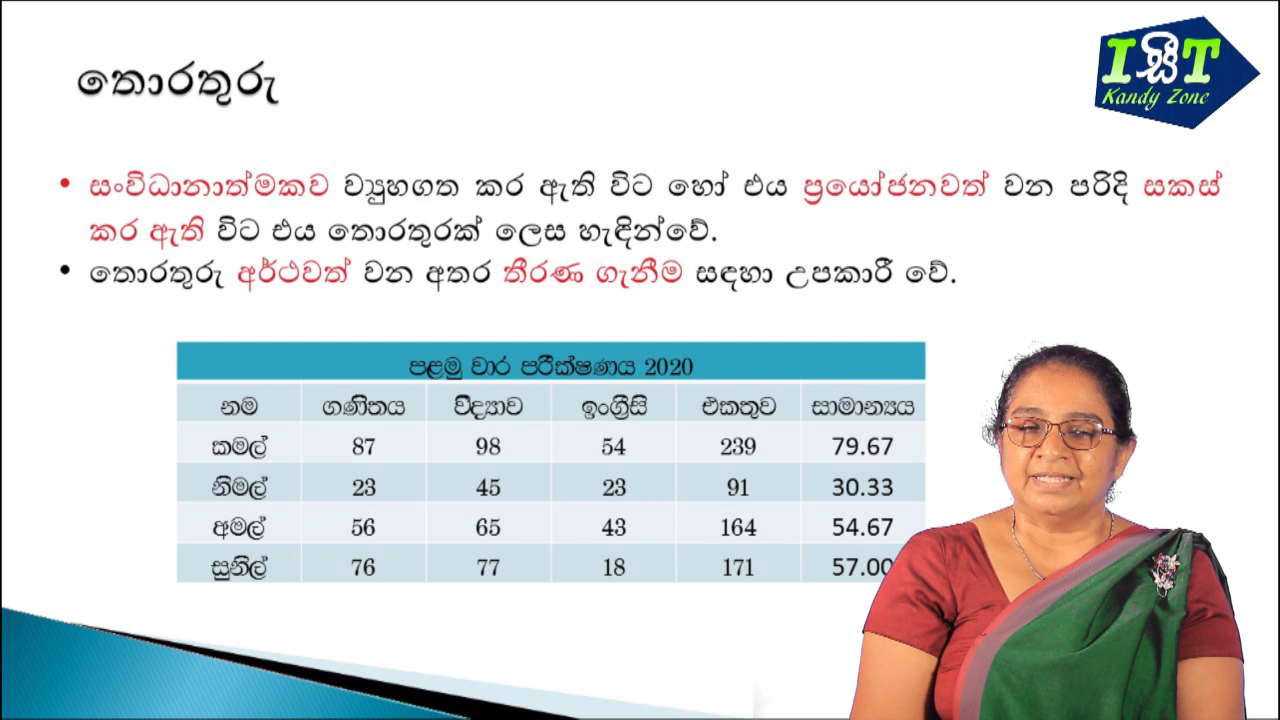 I සී T
Kandy Zone
තොරතුරු
• සංවිධානාත්මකව ව්‍යුහගත කර ඇති විට හෝ එය ප්‍රයෝජනවත් වන පරිදි සකස්
කර ඇති විට එය තොරතුරක් ලෙස හැඳින්වේ.
• තොරතුරු අර්ථවත් වන අතර තීරණ ගැනීම සඳහා උපකාරී වේ.
පළමු වාර පරීක්ෂණය 2020
නම ගණිතය විද්‍යාව ඉංග්‍රීසි එකතුව සාමාන්‍යය
කමල් 87 98 54 239 79.67
නිමල් 23 45 23 91 30.33
අමල් 56 65 43 164 54.67
සුනිල් 76 77 18 171 57.00